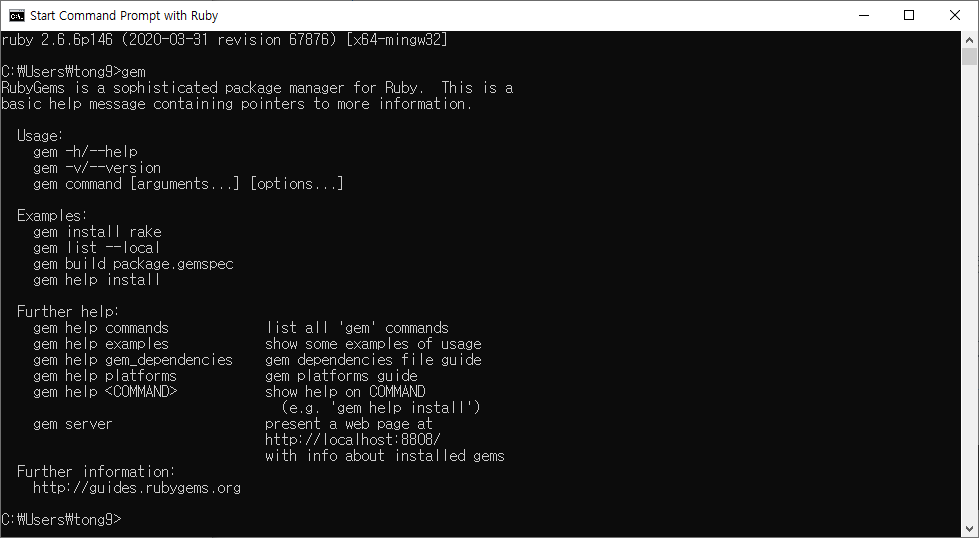 Start Command Prompt with Ruby
ruby 2.6.6p146 (2020-03-31 revision 67876) [x64-mingw32]
C:₩Users₩tong9>gem
RubyGems is a sophisticated package manager for Ruby.  This is a
basic help message containing pointers to more information.
  Usage:
    gem -h/--help
    gem -v/--version
    gem command [arguments...] [options...]
  Examples:
    gem install rake
    gem list --local
    gem build package.gemspec
    gem help install
  Further help:
    gem help commands            list all 'gem' commands
    gem help examples            show some examples of usage
    gem help gem_dependencies    gem dependencies file guide
    gem help platforms           gem platforms guide
    gem help <COMMAND>           show help on COMMAND
                                   (e.g. 'gem help install')
    gem server                   present a web page at
                                 http://localhost:8808/
                                 with info about installed gems
  Further information:
    http://guides.rubygems.org
C:₩Users₩tong9>